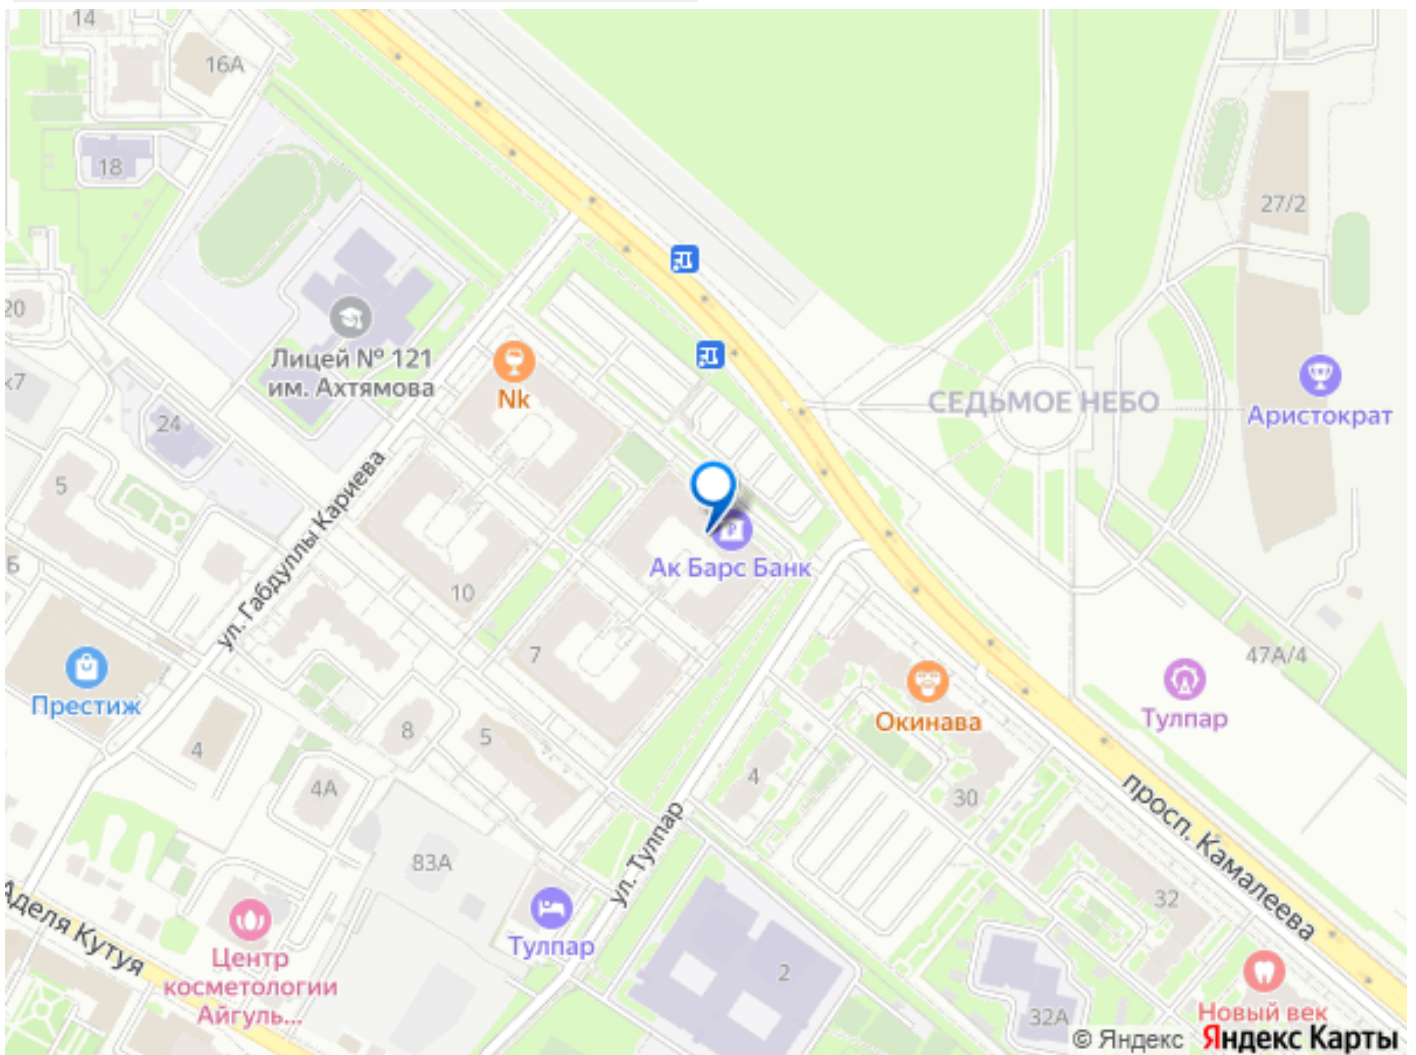 14
16А
18
27/2
20
Лицей № 121
им. Ахтямова
Nk
к7
СЕДЬМОЕ НЕБО
Аристократ
24
5
ул. Габдуллы Кариева
Б
10
Ак Барс Банк
7
47А/4
Престиж
Окинава
Тулпар
8
5
4
4А
4
30
просп. Камалеева
83А
ул. Тулпар
32
Аделя Кутуя
Тулпар
Центр
косметологии
Айгуль...
2
32А
Новый век
© Яндекс Яндекс Карты